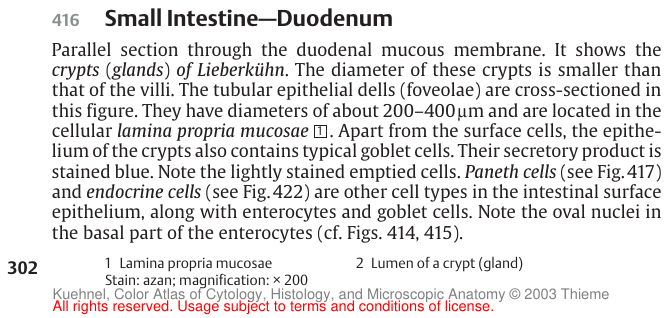 416 Small Intestine—Duodenum
Parallel section through the duodenal mucous membrane. It shows the
crypts (glands) of Lieberkühn. The diameter of these crypts is smaller than
that of the villi. The tubular epithelial dells (foveolae) are cross-sectioned in
this figure. They have diameters of about 200–400 µm and are located in the
cellular lamina propria mucosae 1. Apart from the surface cells, the epithe-
lium of the crypts also contains typical goblet cells. Their secretory product is
stained blue. Note the lightly stained emptied cells. Paneth cells (see Fig. 417)
and endocrine cells (see Fig. 422) are other cell types in the intestinal surface
epithelium, along with enterocytes and goblet cells. Note the oval nuclei in
the basal part of the enterocytes (cf. Figs. 414, 415).
302
1 Lamina propria mucosae 2 Lumen of a crypt (gland)
Stain: azan; magnification: × 200
Kuehnel, Color Atlas of Cytology, Histology, and Microscopic Anatomy © 2003 Thieme
All rights reserved. Usage subject to terms and conditions of license.